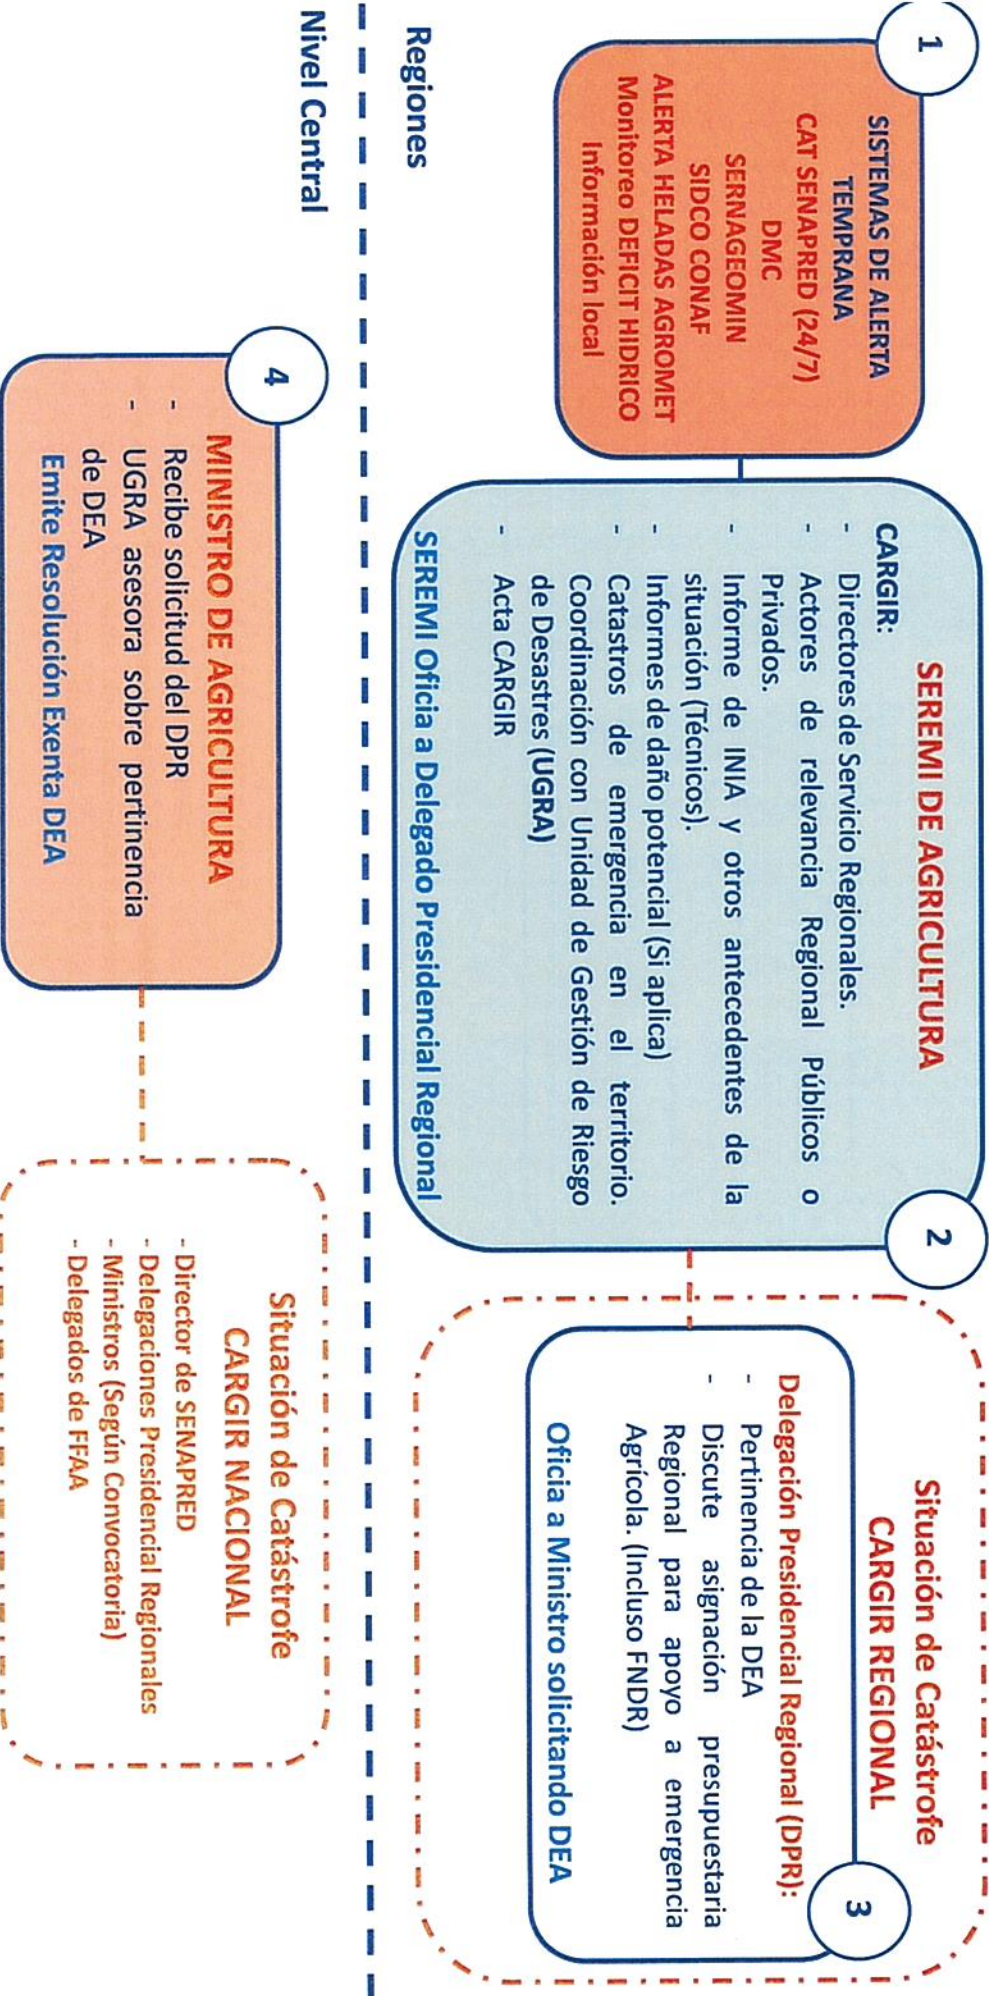 1
SISTEMAS DE ALERTA
TEMPRANA
CAT SENAPRED (24/7)
DMC
SERNAGEOMIN
SIDCO CONAF
ALERTA HELADAS AGROMET
Monitoreo DEFICIT HIDRICO
Información local
2
SEREMI DE AGRICULTURA
CARGIR:
- Directores de Servicio Regionales.
- Actores de relevancia Regional Públicos o
Privados.
- Informe de INIA y otros antecedentes de la
situación (Técnicos).
- Informes de daño potencial (Si aplica)
- Catastros de emergencia en el territorio.
Coordinación con Unidad de Gestión de Riesgo
de Desastres (UGRA)
- Acta CARGIR
SEREMI Oficia a Delegado Presidencial Regional
Situación de Catástrofe
CARGIR REGIONAL
3
Delegación Presidencial Regional (DPR):
- Pertinencia de la DEA
- Discute asignación presupuestaria
Regional para apoyo a emergencia
Agrícola. (Incluso FNDR)
Oficia a Ministro solicitando DEA
Regiones
Nivel Central
4
MINISTRO DE AGRICULTURA
- Recibe solicitud del DPR
- UGRA asesora sobre pertinencia
de DEA
Emite Resolución Exenta DEA
Situación de Catástrofe
CARGIR NACIONAL
- Director de SENAPRED
- Delegaciones Presidencial Regionales
- Ministros (Según Convocatoria)
- Delegados de FFAA